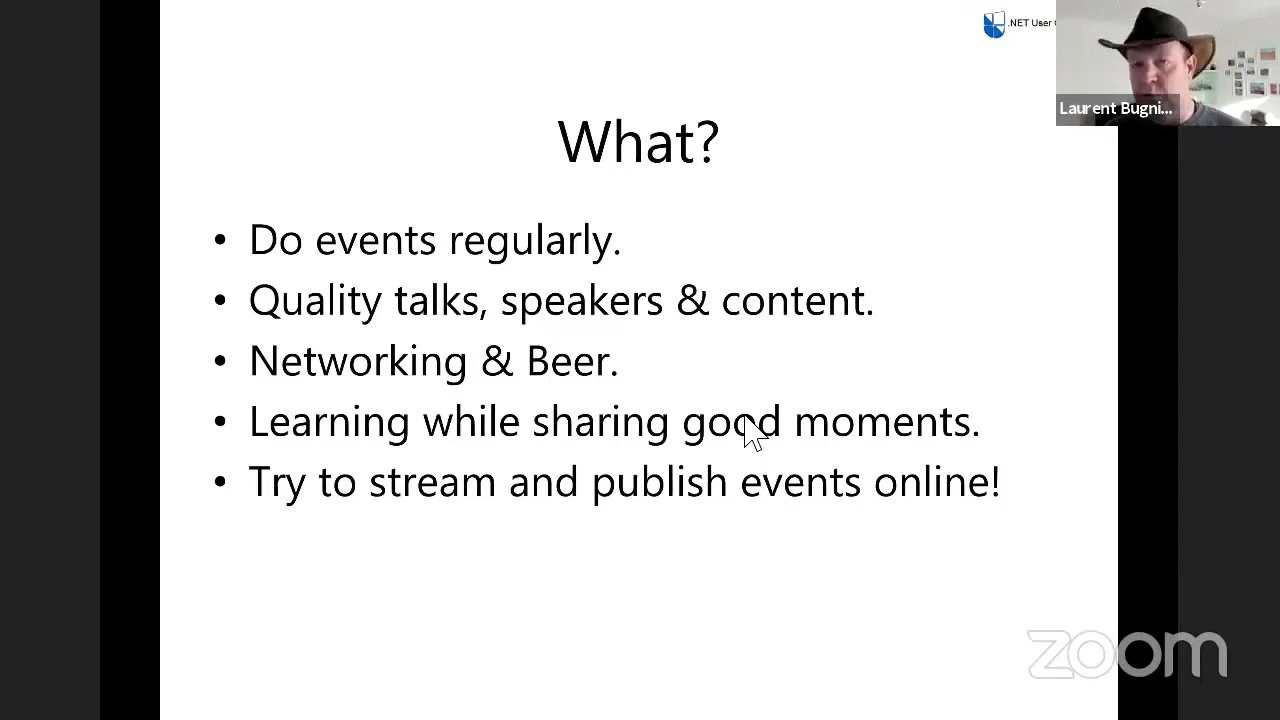 .NET User
Laurent Bugni...
What?
• Do events regularly.
• Quality talks, speakers & content.
• Networking & Beer.
• Learning while sharing good moments.
• Try to stream and publish events online!
zoom